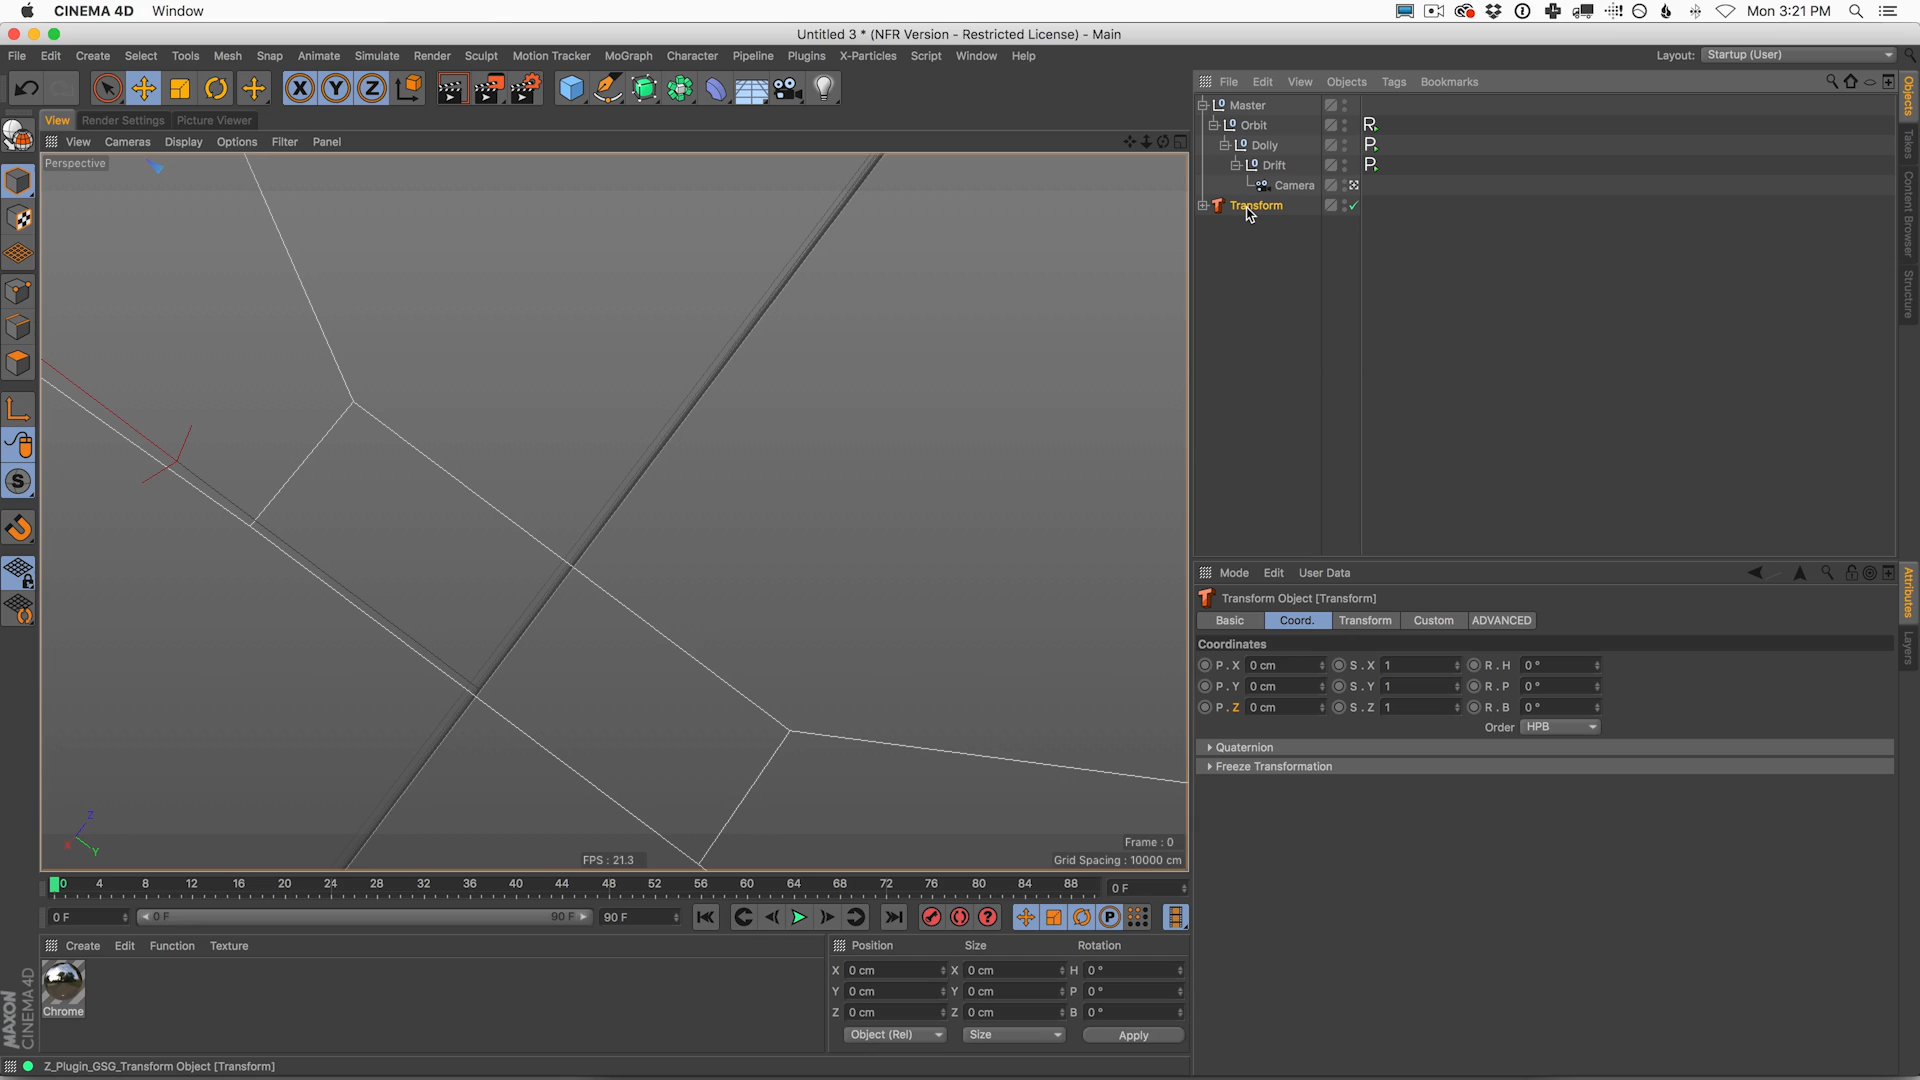 CINEMA 4D Window Mon 3:21 PM
Untitled 3 * (NFR Version - Restricted License) - Main
File Edit Create Select Tools Mesh Snap Animate Simulate Render Sculpt Motion Tracker MoGraph Character Pipeline Plugins X-Particles Script Window Help Layout: Startup (User)
File Edit View Objects Tags Bookmarks
View Render Settings Picture Viewer
View Cameras Display Options Filter Panel
Perspective
Master
Orbit
Dolly
Drift
Camera
Transform
Objects
Takes
Content Browser
Structure
Mode Edit User Data
Transform Object [Transform]
Basic Coord. Transform Custom ADVANCED
Coordinates
P . X 0 cm S . X 1 R . H 0 °
P . Y 0 cm S . Y 1 R . P 0 °
P . Z 0 cm S . Z 1 R . B 0 °
Order HPB
Quaternion
Freeze Transformation
Attributes
Layers
Z
X
Y
Frame : 0
FPS : 21.3 Grid Spacing : 10000 cm
0 4 8 12 16 20 24 28 32 36 40 44 48 52 56 60 64 68 72 76 80 84 88 0 F
0 F 0 F 90 F 90 F
Create Edit Function Texture
Chrome
Position Size Rotation
X 0 cm X 0 cm H 0 °
Y 0 cm Y 0 cm P 0 °
Z 0 cm Z 0 cm B 0 °
Object (Rel) Size Apply
MAXON
CINEMA 4D
Z_Plugin_GSG_Transform Object [Transform]